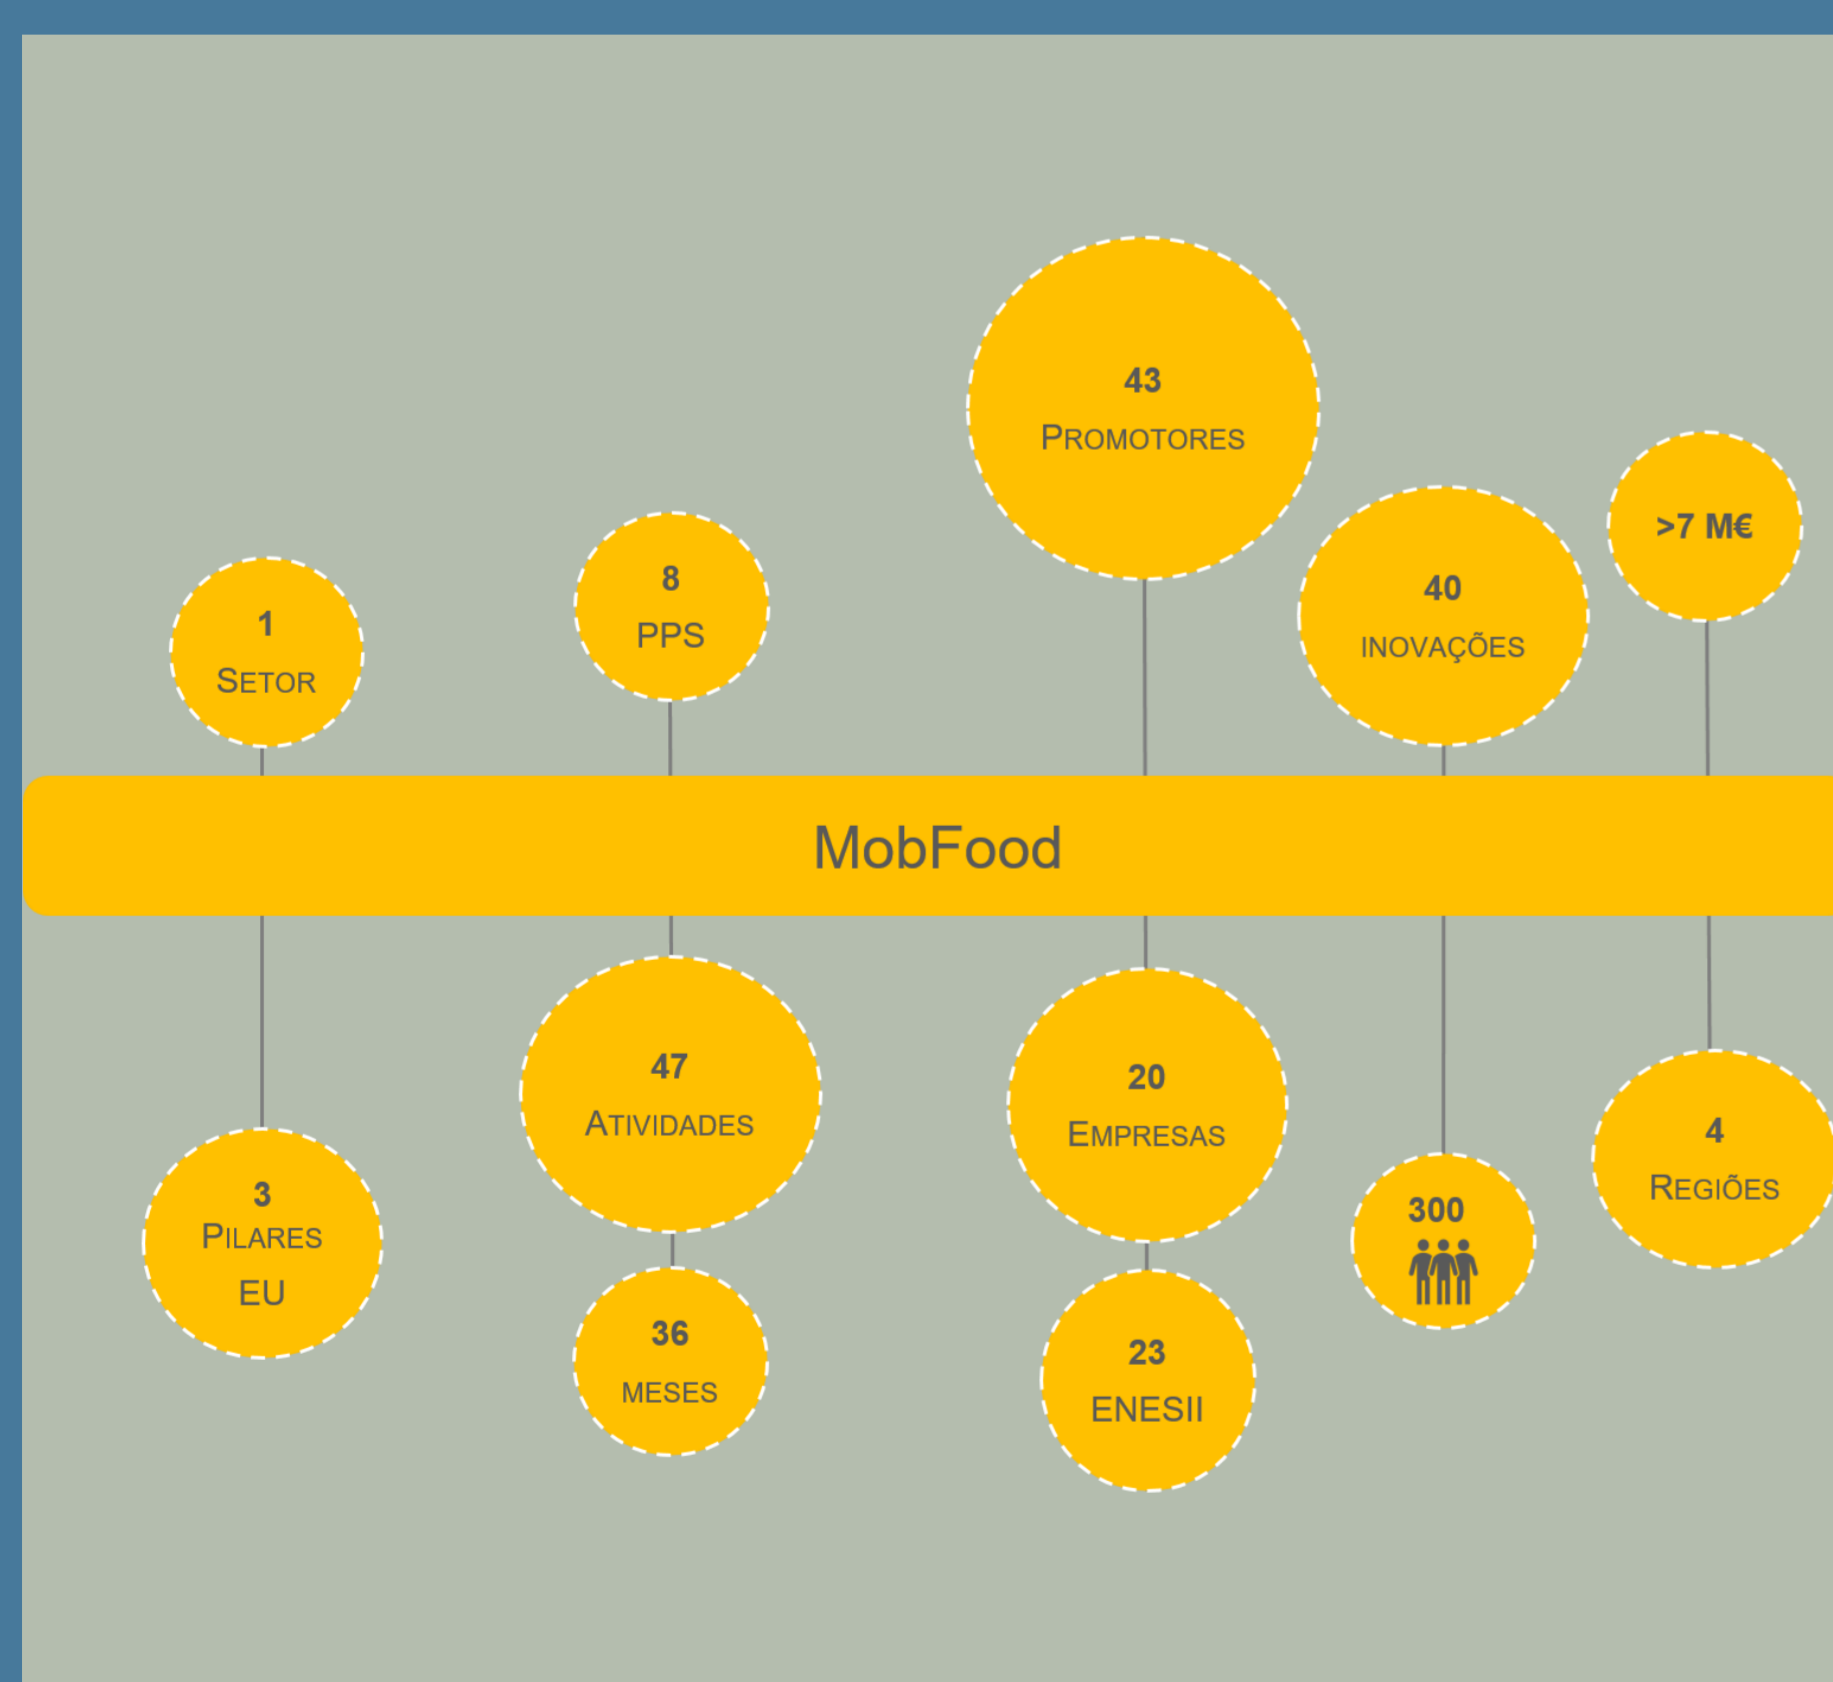 43
PROMOTORES
>7 M€
8
PPS
40
INOVAÇÕES
1
SETOR
MobFood
47
ATIVIDADES
20
EMPRESAS
4
REGIÕES
3
PILARES
EU
300
36
MESES
23
ENESII